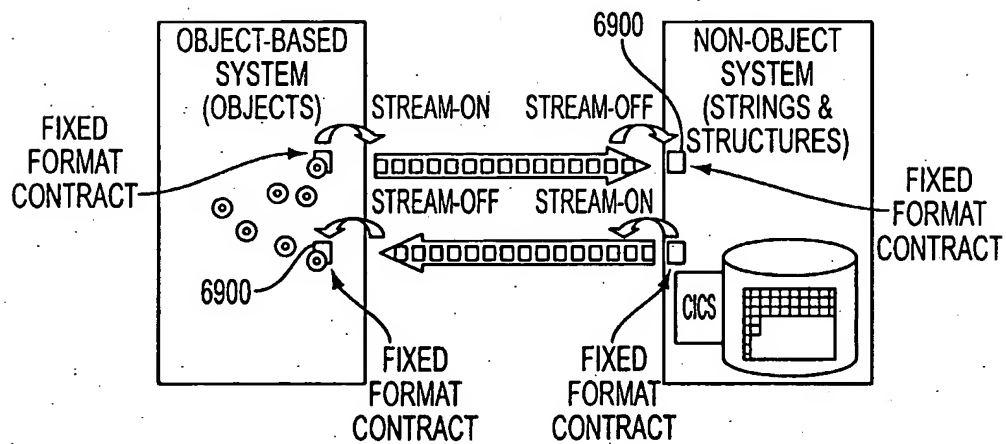 OBJECT-BASED
SYSTEM
(OBJECTS)
6900
NON-OBJECT
SYSTEM
(STRINGS &
STRUCTURES)
STREAM-ON
STREAM-OFF
FIXED
FORMAT
CONTRACT
FIXED
FORMAT
CONTRACT
STREAM-OFF
STREAM-ON
6900
CICS
FIXED
FORMAT
CONTRACT
FIXED
FORMAT
CONTRACT